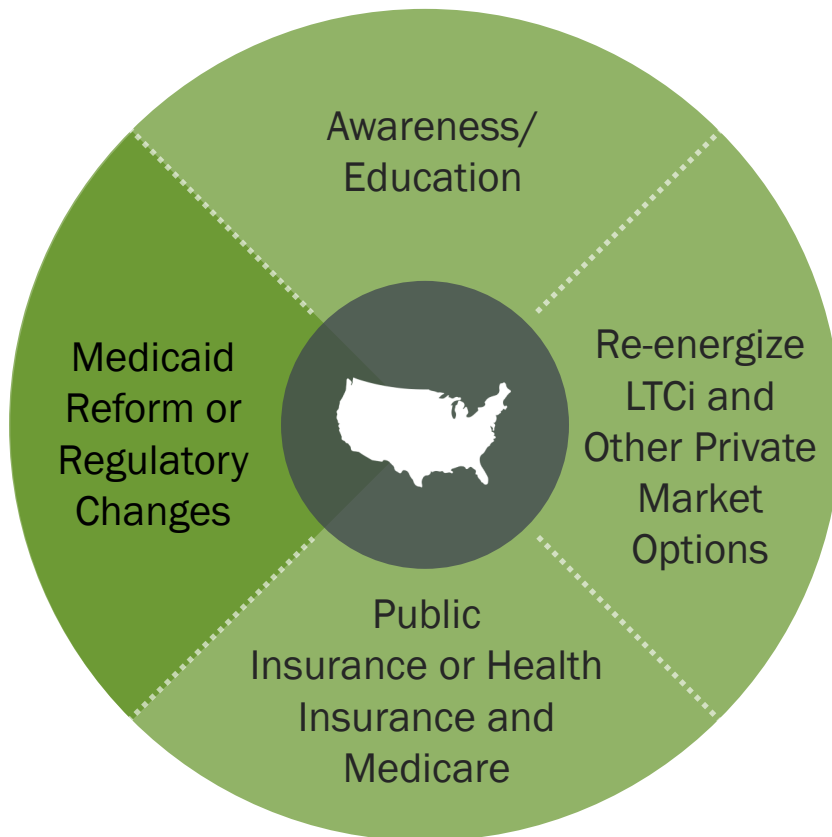 Awareness/
Education
Re-energize
LTCi and
Other Private
Market
Options
Public
Insurance or Health
Insurance and
Medicare
Medicaid
Reform or
Regulatory
Changes